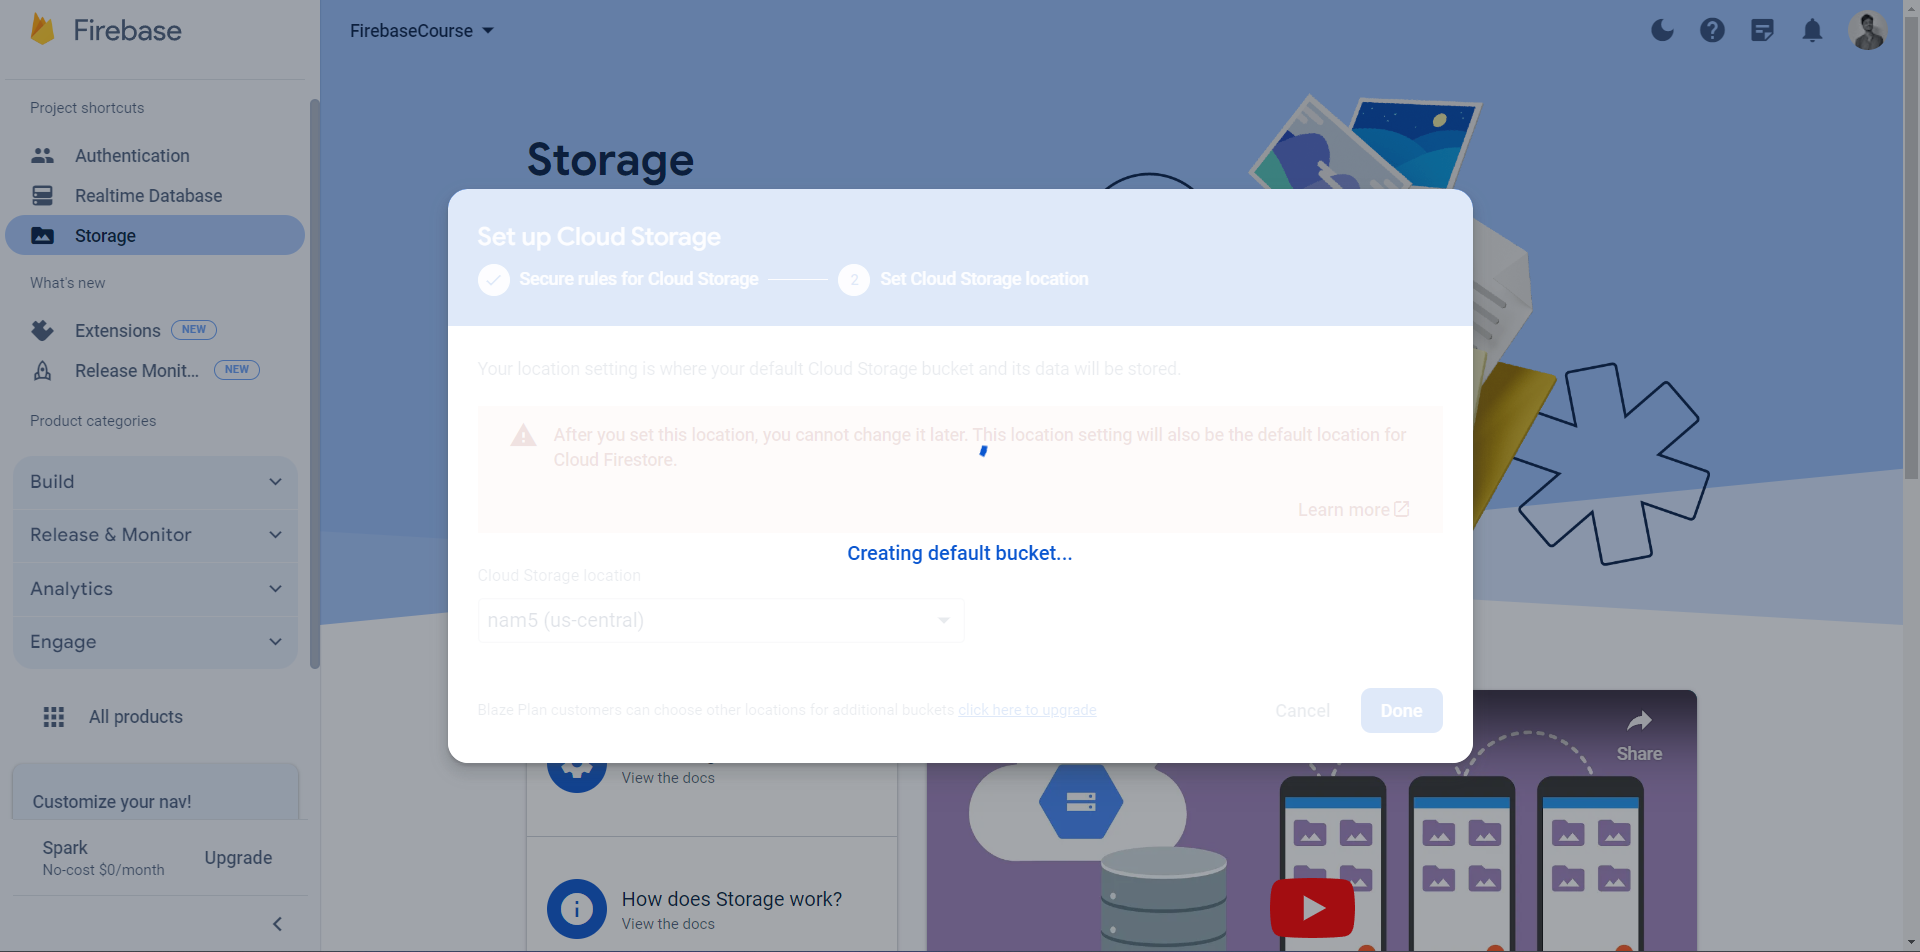 Firebase
FirebaseCourse
Project shortcuts
Authentication
Realtime Database
Storage
What's new
Extensions NEW
Release Monit... NEW
Product categories
Build
Release & Monitor
Analytics
Engage
All products
Customize your nav!
Spark
No-cost $0/month
Upgrade
Storage
Set up Cloud Storage
Secure rules for Cloud Storage
2 Set Cloud Storage location
Your location setting is where your default Cloud Storage bucket and its data will be stored.
After you set this location, you cannot change it later. This location setting will also be the default location for
Cloud Firestore.
Learn more
Creating default bucket...
Cloud Storage location
nam5 (us-central)
Blaze Plan customers can choose other locations for additional buckets click here to upgrade
Cancel
Done
View the docs
How does Storage work?
View the docs
Share